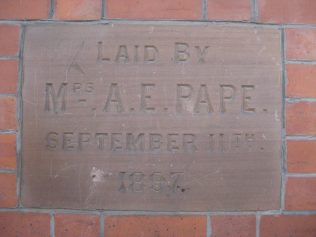 LAID BY
MRS. A.E. PAPE.
SEPTEMBER 11TH.
1897.